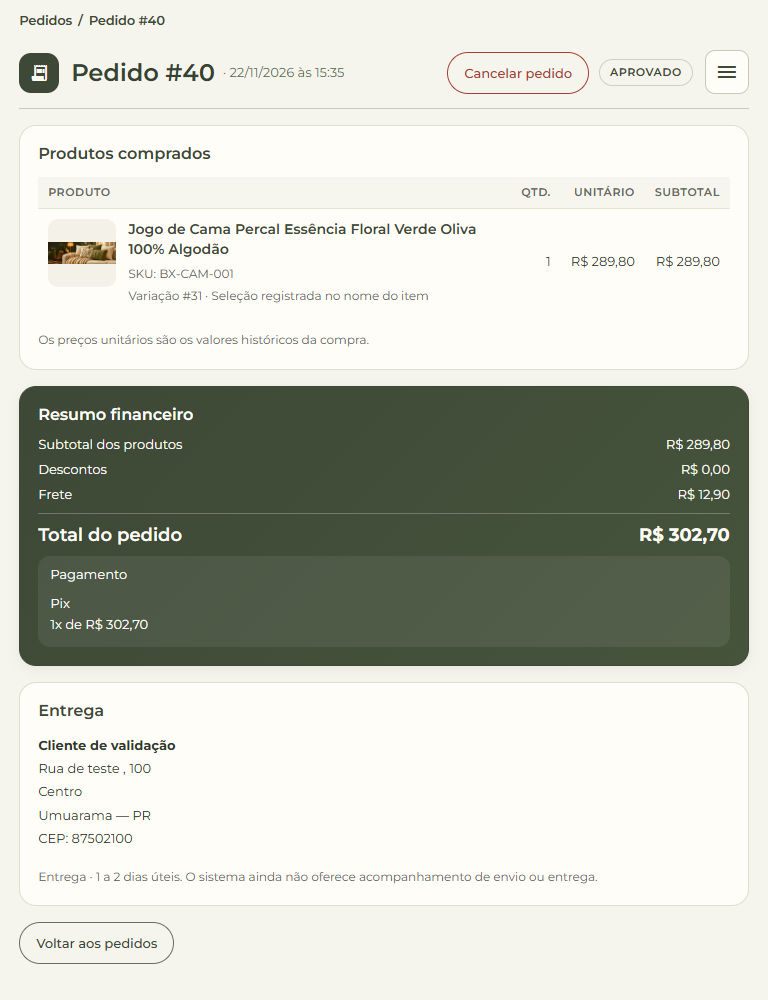 Pedidos / Pedido #40
Pedido #40 · 22/11/2026 às 15:35
Cancelar pedido
APROVADO
Produtos comprados
PRODUTO QTD. UNITÁRIO SUBTOTAL
Jogo de Cama Percal Essência Floral Verde Oliva
100% Algodão
SKU: BX-CAM-001
Variação #31 · Seleção registrada no nome do item
1 R$ 289,80 R$ 289,80
Os preços unitários são os valores históricos da compra.
Resumo financeiro
Subtotal dos produtos R$ 289,80
Descontos R$ 0,00
Frete R$ 12,90
Total do pedido R$ 302,70
Pagamento
Pix
1x de R$ 302,70
Entrega
Cliente de validação
Rua de teste , 100
Centro
Umuarama — PR
CEP: 87502100
Entrega · 1 a 2 dias úteis. O sistema ainda não oferece acompanhamento de envio ou entrega.
Voltar aos pedidos